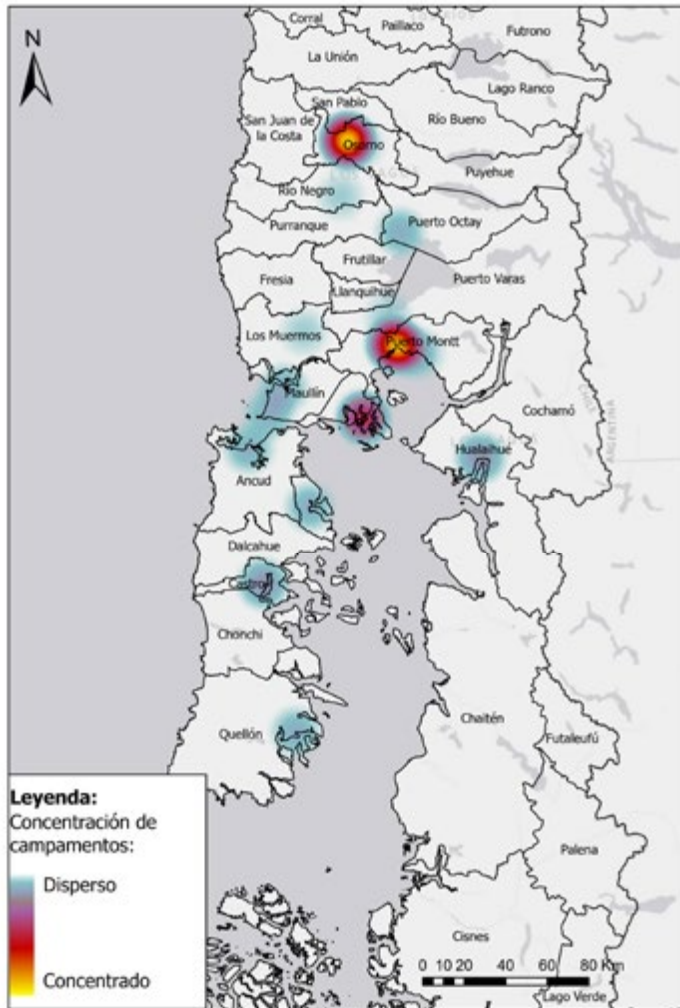 Corral
Paillaco
Futrono
N
La Unión
Lago Ranco
San Pablo
San Juan de
la Costa
Río Bueno
Osorno
Puyehue
Río Negro
Puerto Octay
Purranque
Frutillar
Puerto Varas
Fresia
Llanquihue
Los Muermos
Puerto Montt
Maullín
Cochamó
CHILE
ARGENTINA
Hualaihué
Ancud
Dalcahue
Castro
Chonchi
Chaitén
Quellón
Futaleufú
Leyenda:
Concentración de
campamentos:
Disperso
Concentrado
Palena
Cisnes
0 10 20 40 60 80 Km
Lago Verde